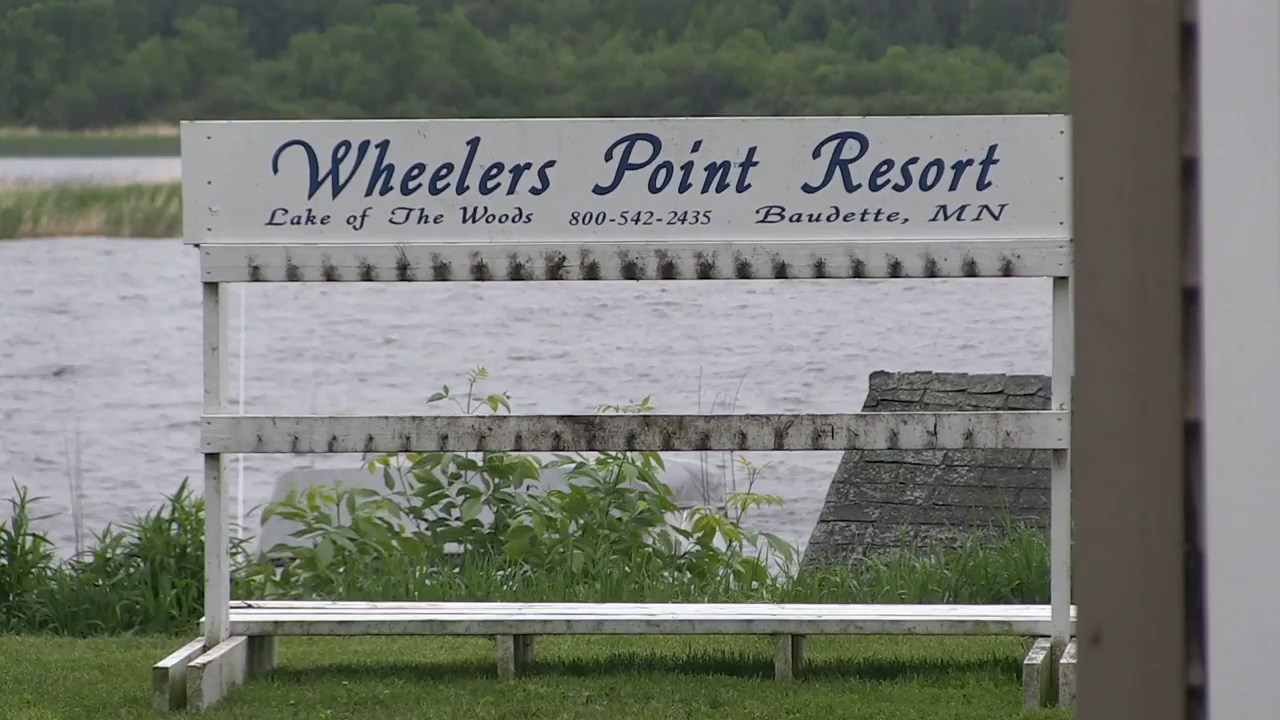 Wheelers Point Resort
Lake of The Woods 800-542-2435 Baudette, MN